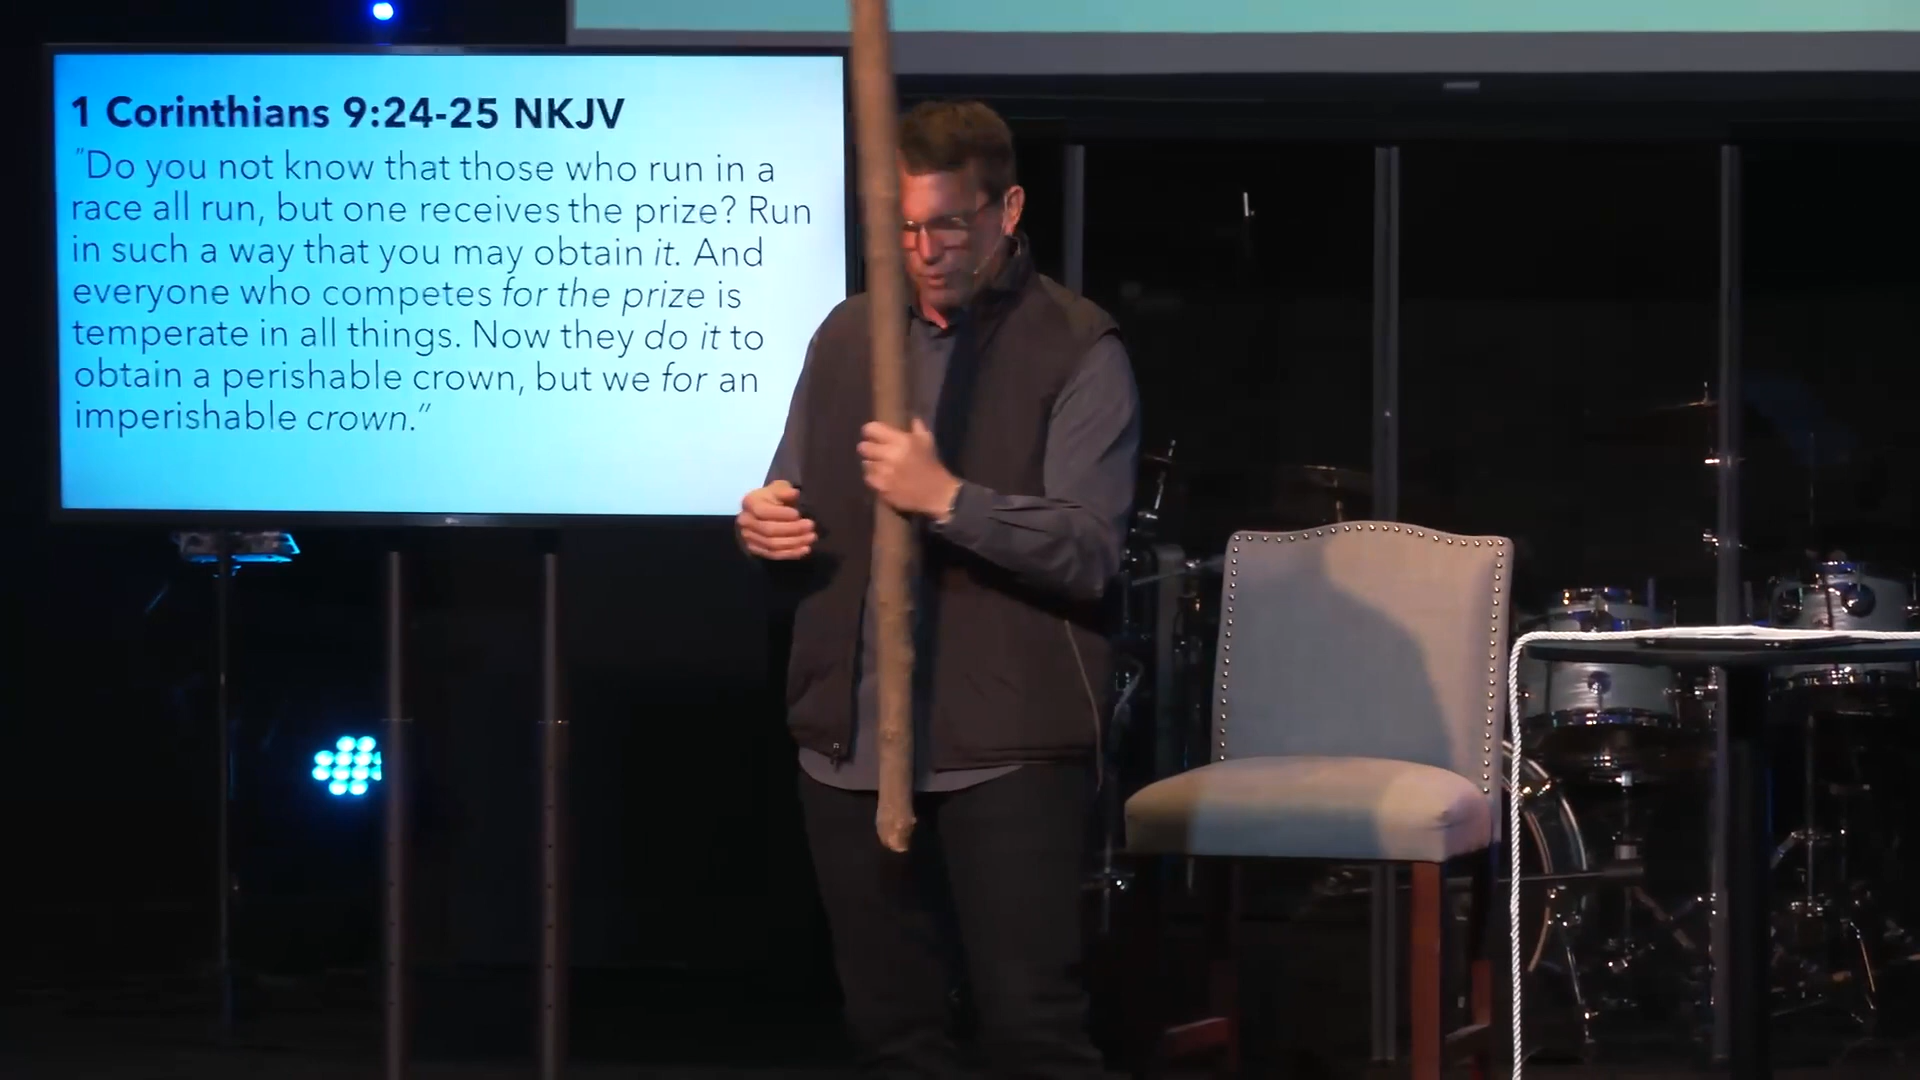 1 Corinthians 9:24-25 NKJV
"Do you not know that those who run in a
race all run, but one receives the prize? Run
in such a way that you may obtain it. And
everyone who competes for the prize is
temperate in all things. Now they do it to
obtain a perishable crown, but we for an
imperishable crown."